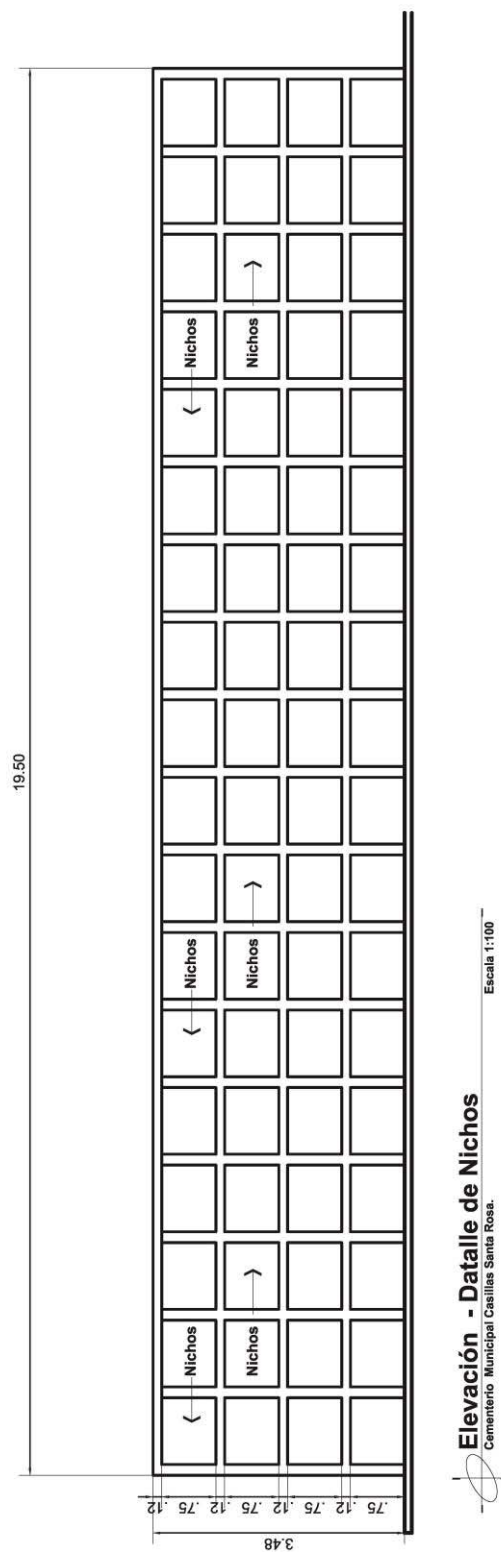 19.50
Nichos
Nichos
Nichos
Nichos
Nichos
Nichos
.12
.75
.12
.75
.12
.75
.12
.75
3.48
Elevación - Datalle de Nichos
Cementerio Municipal Casillas Santa Rosa.
Escala 1:100